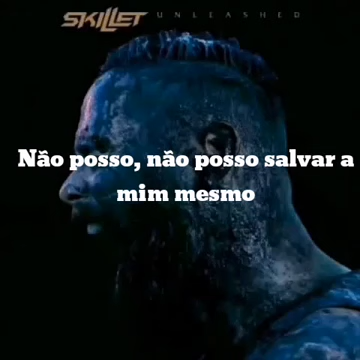 SKILLET UNLEASHED
Não posso, não posso salvar a
mim mesmo